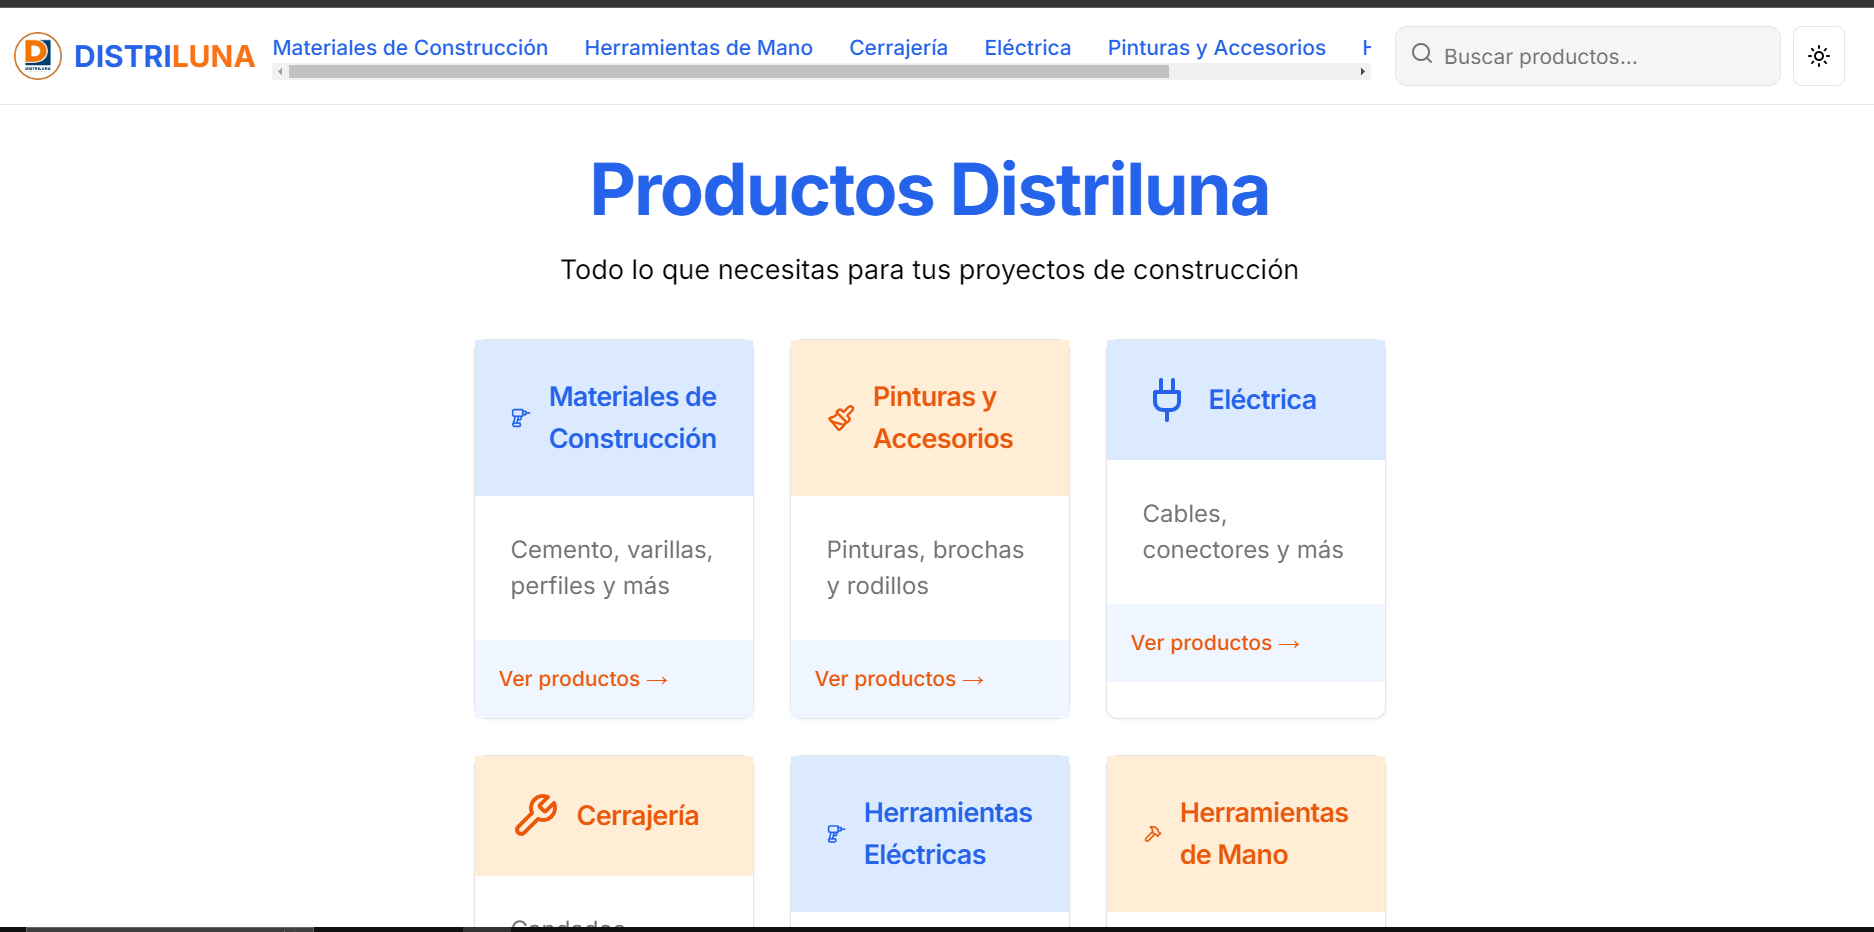 DISTRILUNA
Materiales de Construcción Herramientas de Mano Cerrajería Eléctrica Pinturas y Accesorios
Buscar productos...
Productos Distriluna
Todo lo que necesitas para tus proyectos de construcción
Materiales de
Construcción
Cemento, varillas,
perfiles y más
Ver productos →
Pinturas y
Accesorios
Pinturas, brochas
y rodillos
Ver productos →
Eléctrica
Cables,
conectores y más
Ver productos →
Cerrajería
Herramientas
Eléctricas
Herramientas
de Mano